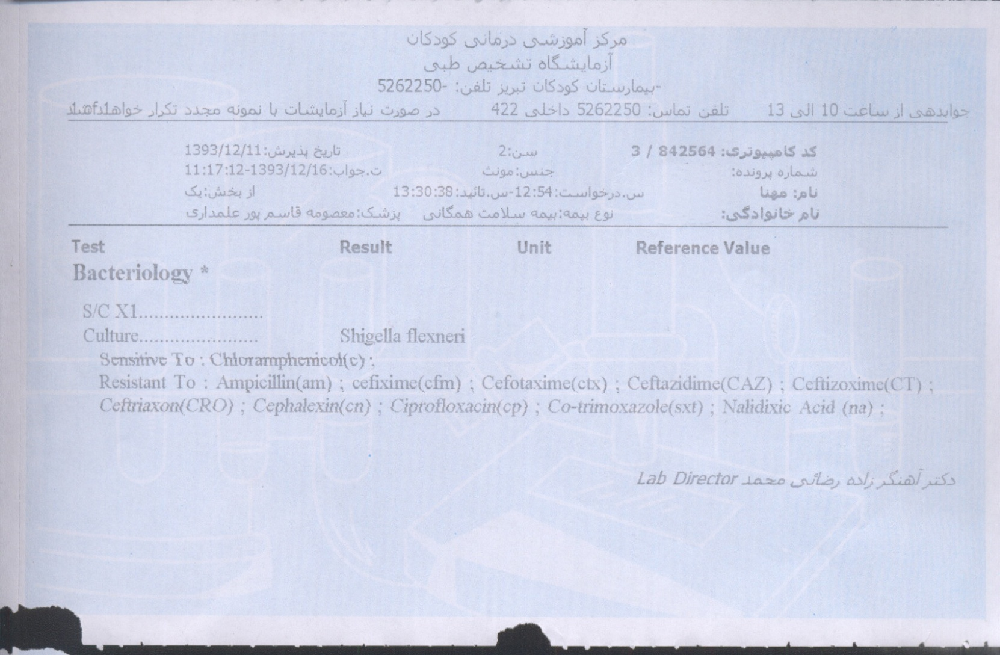 مرکز آموزشی درمانی کودکان
آزمایشگاه تشخیص طبی
-بیمارستان کودکان تبریز تلفن: -5262250
جوابدهی از ساعت 10 الی 13 تلفن تماس: 5262250 داخلی 422 در صورت نیاز آزمایشات با نمونه مجدد تکرار خواهد
کد کامپیوتری: 842564 / 3 سن:2 تاریخ پذیرش:1393/12/11
شماره پرونده: جنس:مونث ت.جواب:1393/12/16-11:17:12
نام: مهنا س.درخواست:12:54-س.تائید:13:30:38 از بخش:یک
نام خانوادگی: نوع بیمه:بیمه سلامت همگانی پزشک:معصومه قاسم پور علمداری
Test Result Unit Reference Value
Bacteriology *
S/C X1........................
Culture....................... Shigella flexneri
Sensitive To : Chloramphenicol(c) ;
Resistant To : Ampicillin(am) ; cefixime(cfm) ; Cefotaxime(ctx) ; Ceftazidime(CAZ) ; Ceftizoxime(CT) ;
Ceftriaxon(CRO) ; Cephalexin(cn) ; Ciprofloxacin(cp) ; Co-trimoxazole(sxt) ; Nalidixic Acid (na) ;
دکتر آهنگر زاده رضائی محمد Lab Director